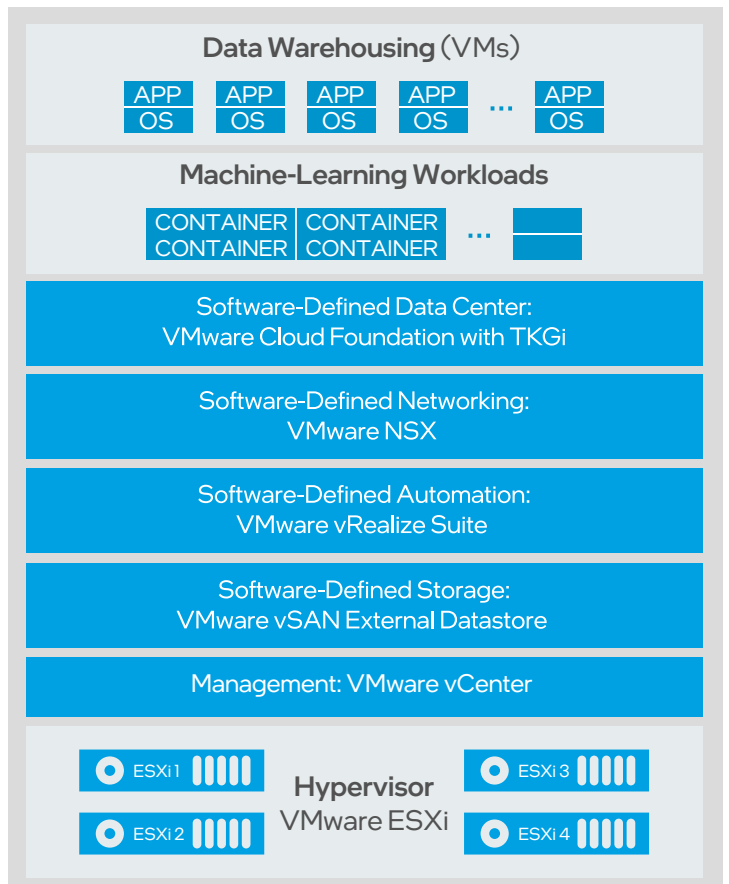 Data Warehousing (VMs)
APP APP APP APP ... APP
OS OS OS OS OS
Machine-Learning Workloads
CONTAINER CONTAINER ...
CONTAINER CONTAINER
Software-Defined Data Center:
VMware Cloud Foundation with TKGi
Software-Defined Networking:
VMware NSX
Software-Defined Automation:
VMware vRealize Suite
Software-Defined Storage:
VMware vSAN External Datastore
Management: VMware vCenter
ESXi 1
ESXi 2
Hypervisor
VMware ESXi
ESXi 3
ESXi 4